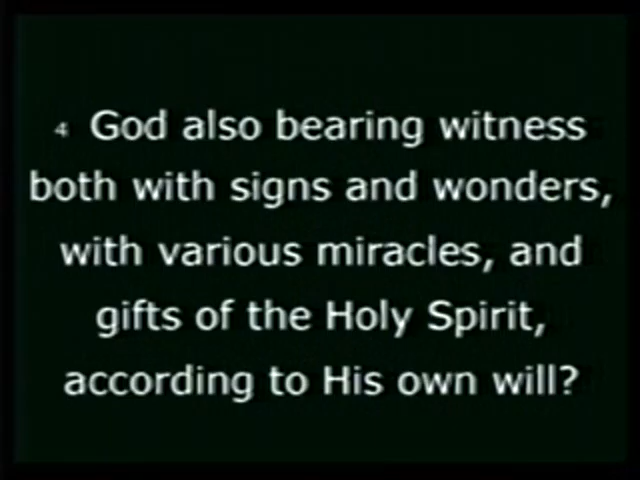 4 God also bearing witness
both with signs and wonders,
with various miracles, and
gifts of the Holy Spirit,
according to His own will?